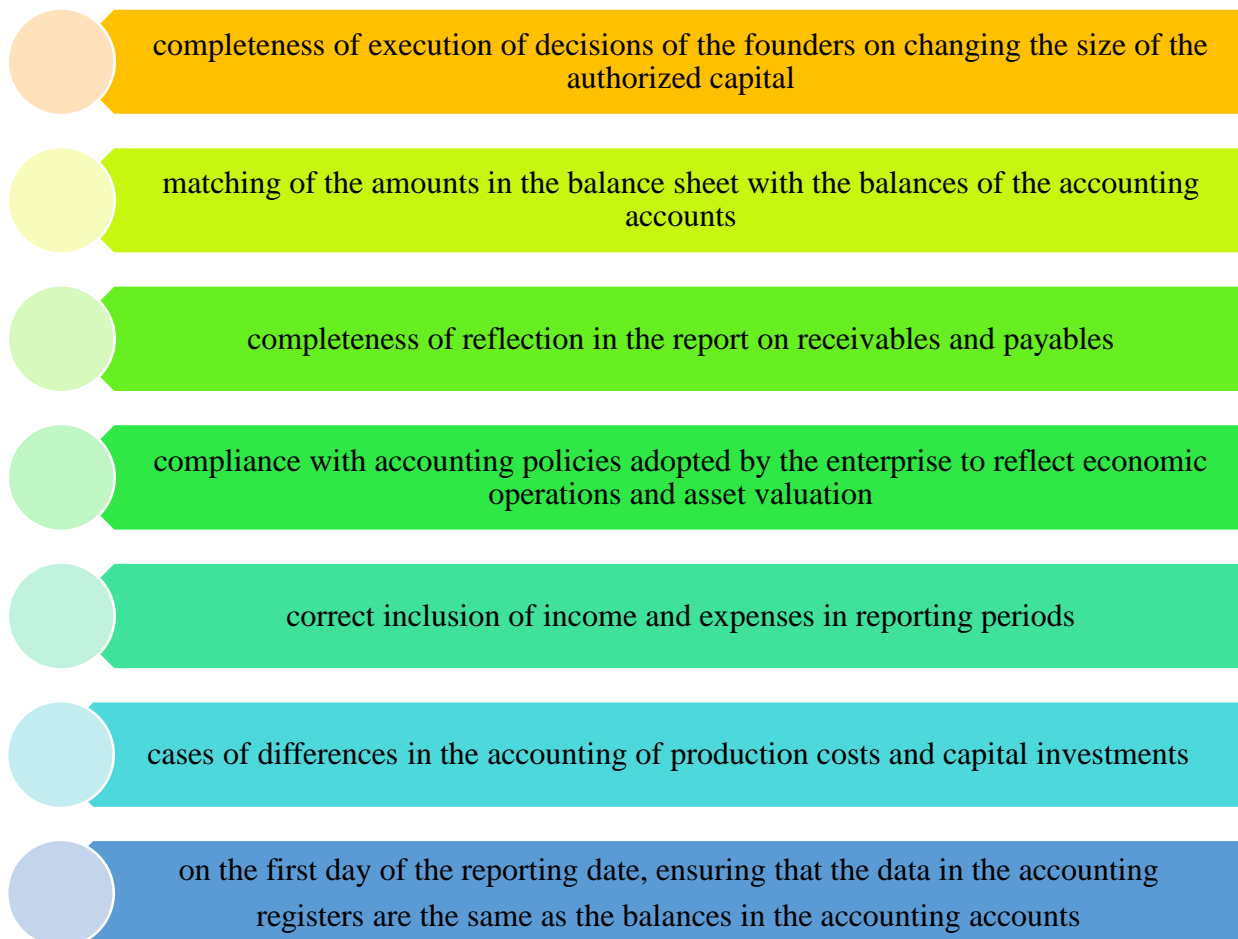 completeness of execution of decisions of the founders on changing the size of the
authorized capital
matching of the amounts in the balance sheet with the balances of the accounting
accounts
completeness of reflection in the report on receivables and payables
compliance with accounting policies adopted by the enterprise to reflect economic
operations and asset valuation
correct inclusion of income and expenses in reporting periods
cases of differences in the accounting of production costs and capital investments
on the first day of the reporting date, ensuring that the data in the accounting
registers are the same as the balances in the accounting accounts